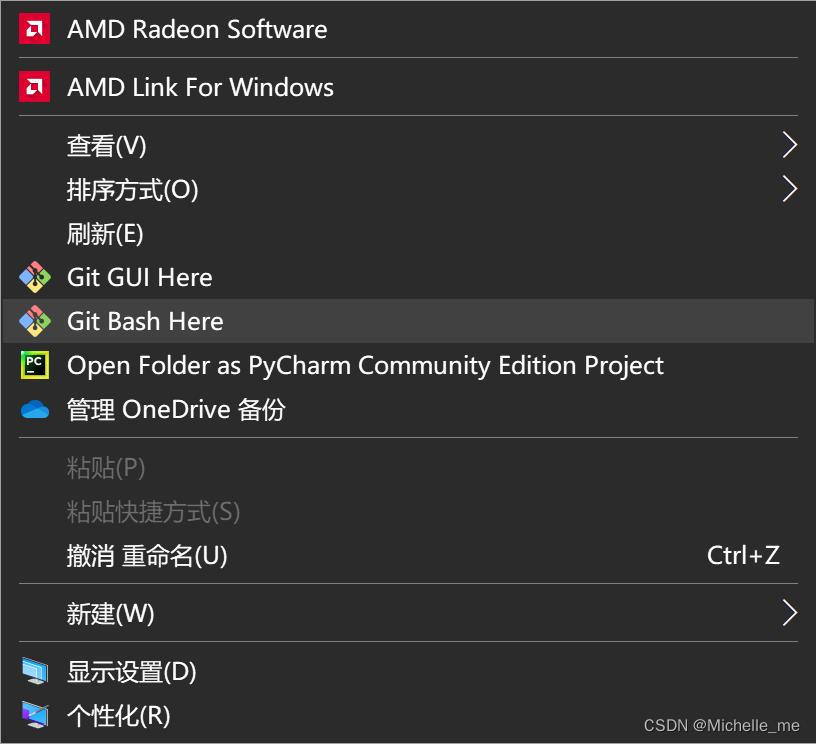 AMD Radeon Software
AMD Link For Windows
查看(V)
排序方式(O)
刷新(E)
Git GUI Here
Git Bash Here
PC Open Folder as PyCharm Community Edition Project
管理 OneDrive 备份
粘贴(P)
粘贴快捷方式(S)
撤消 重命名(U) Ctrl+Z
新建(W)
显示设置(D)
个性化(R)
CSDN @Michelle_me